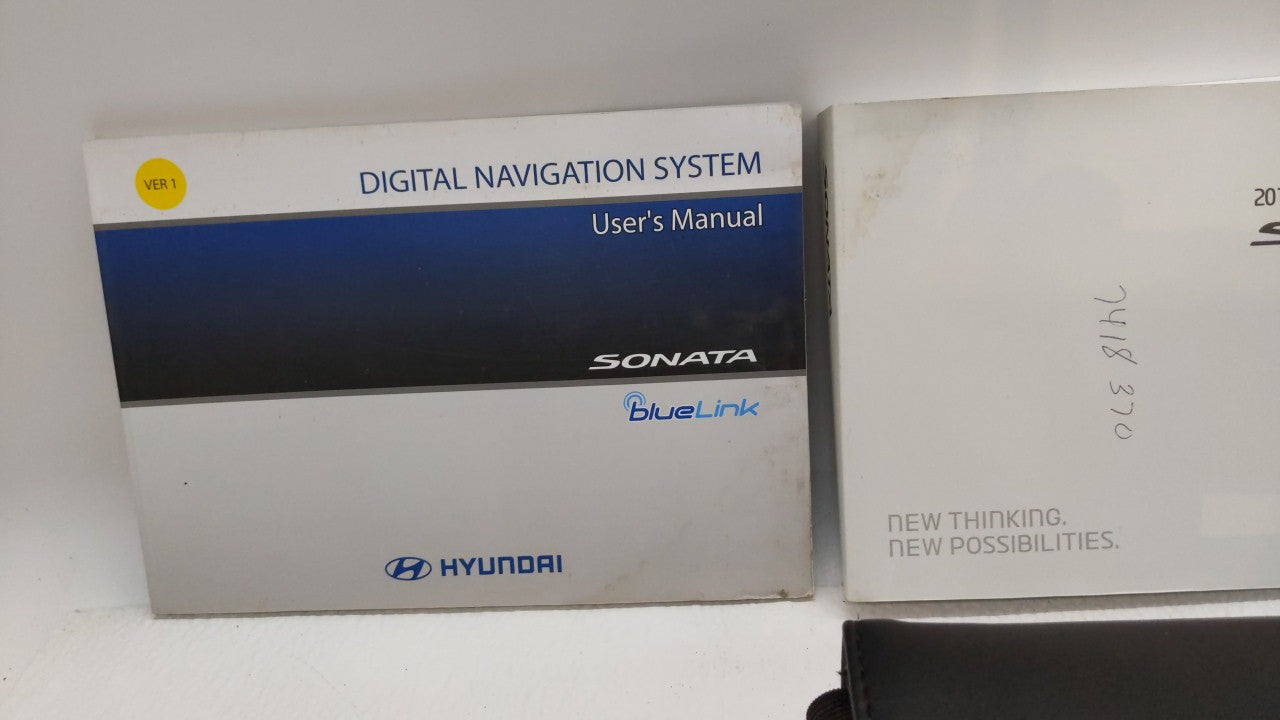 VER 1
DIGITAL NAVIGATION SYSTEM
User's Manual
SONATA
blueLink
HYUNDAI
20
7418 370
NEW THINKING.
NEW POSSIBILITIES.